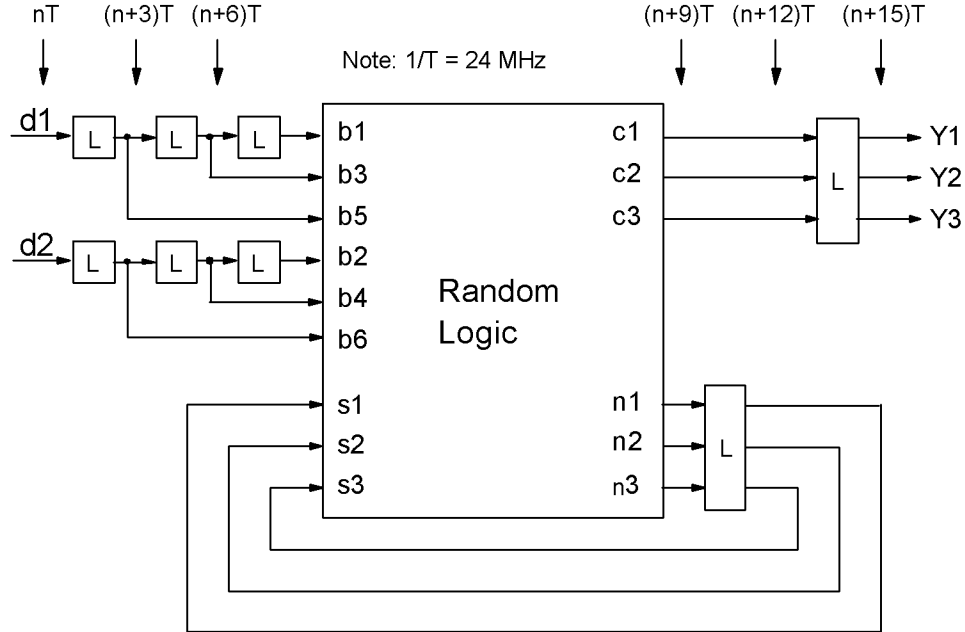 nT (n+3)T (n+6)T (n+9)T (n+12)T (n+15)T
Note: 1/T = 24 MHz
d1 L L L b1 c1 Y1
b3 c2 L Y2
b5 c3 Y3
d2 L L L b2
b4
b6
Random
Logic
s1 n1
s2 n2 L
s3 n3